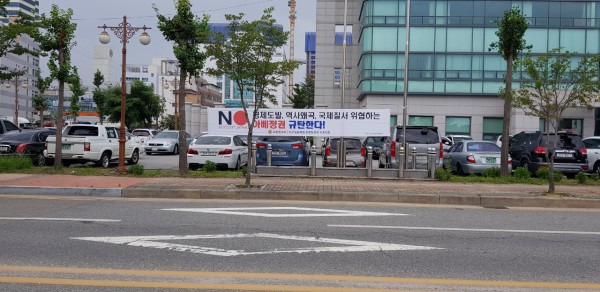 NO
경제도발, 역사왜곡, 국제질서 위협하는
아베정권 규탄한다!